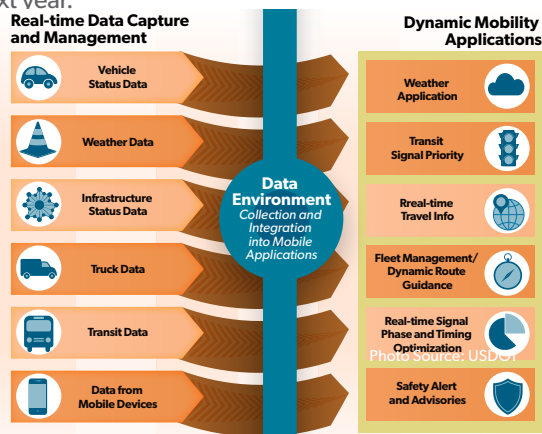 xt year.
Real-time Data Capture
and Management
Vehicle
Status Data
Weather Data
Infrastructure
Status Data
Truck Data
Transit Data
Data from
Mobile Devices
Data
Environment
Collection and
Integration
into Mobile
Applications
Dynamic Mobility
Applications
Weather
Application
Transit
Signal Priority
Rreal-time
Travel Info
Fleet Management/
Dynamic Route
Guidance
Real-time Signal
Phase and Timing
Optimization
Photo Source: USDOT
Safety Alert
and Advisories